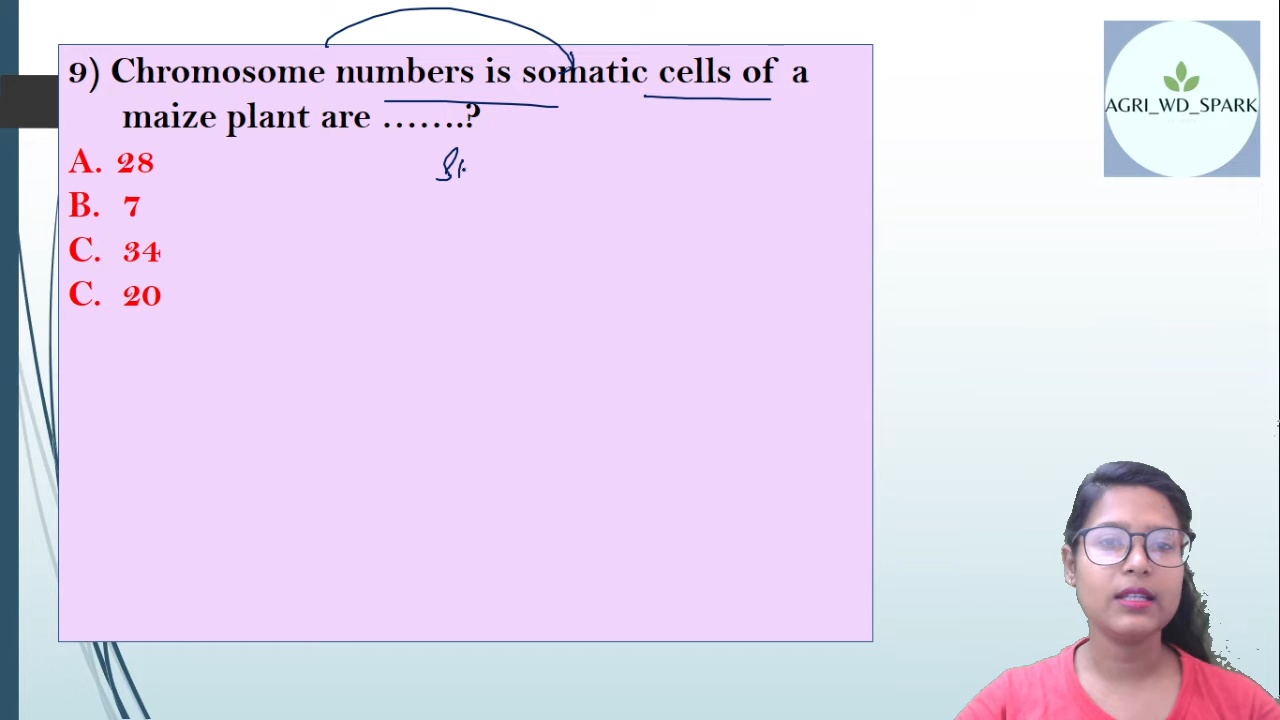 9) Chromosome numbers is somatic cells of a
maize plant are …….?
A. 28
B. 7
C. 34
C. 20
AGRI_WD_SPARK